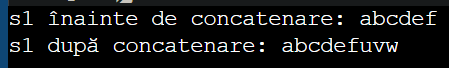 s1 înainte de concatenare: abcdef
s1 după concatenare: abcdefuvw